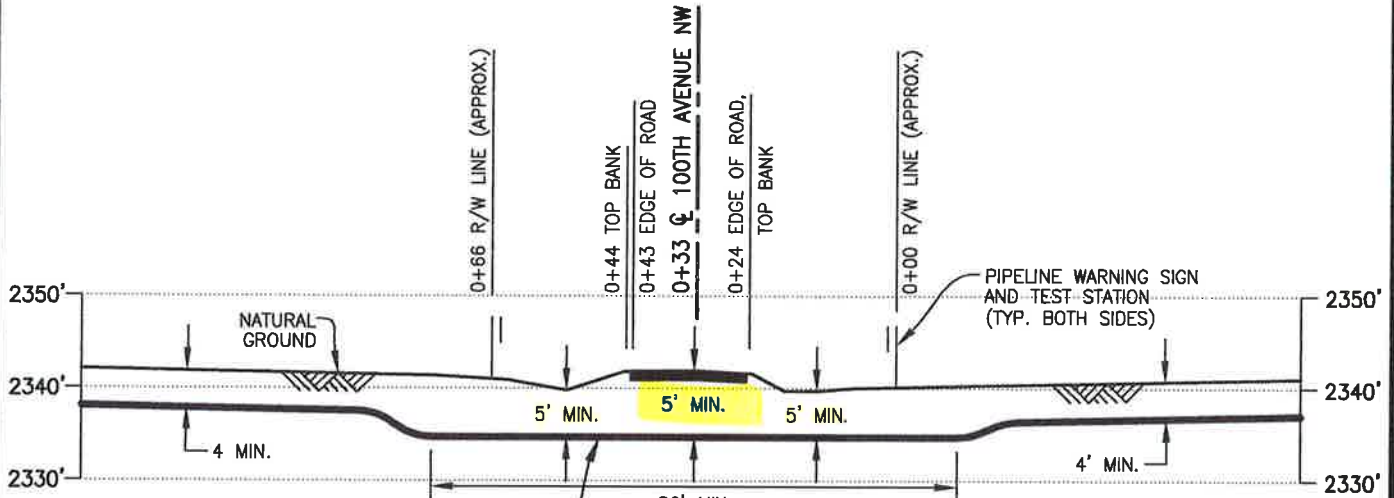 0+66 R/W LINE (APPROX.)
0+44 TOP BANK
0+43 EDGE OF ROAD
0+33 ℄ 100TH AVENUE NW
0+24 EDGE OF ROAD,
TOP BANK
0+00 R/W LINE (APPROX.)
PIPELINE WARNING SIGN
AND TEST STATION
(TYP. BOTH SIDES)
2350'
2350'
NATURAL
GROUND
2340'
2340'
5' MIN.
5' MIN.
5' MIN.
4 MIN.
4' MIN.
2330'
2330'